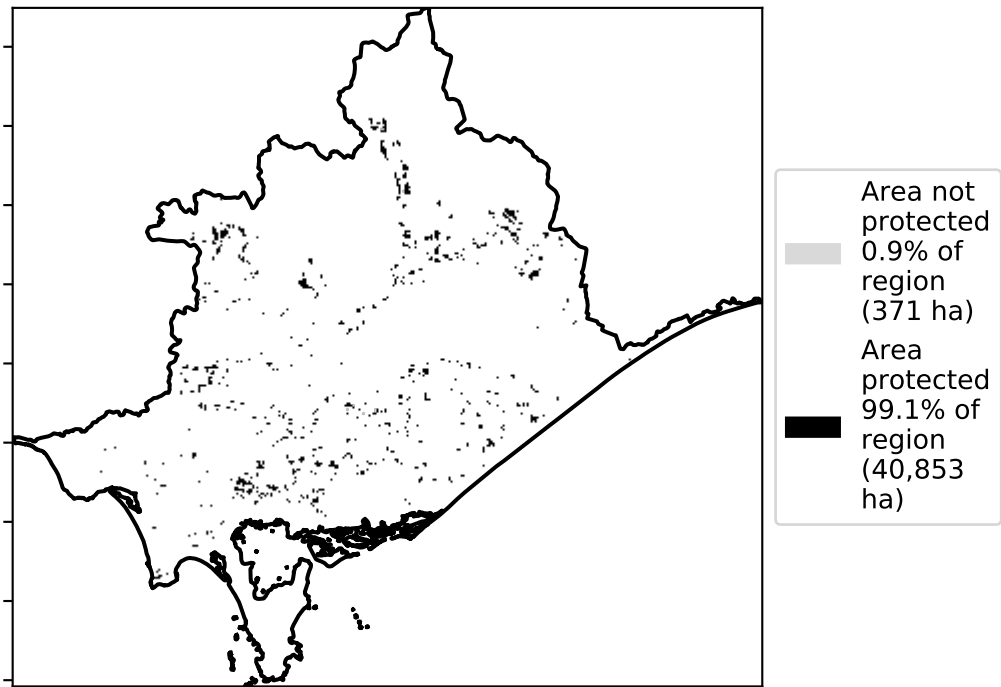 Area not
protected
0.9% of
region
(371 ha)
Area
protected
99.1% of
region
(40,853
ha)